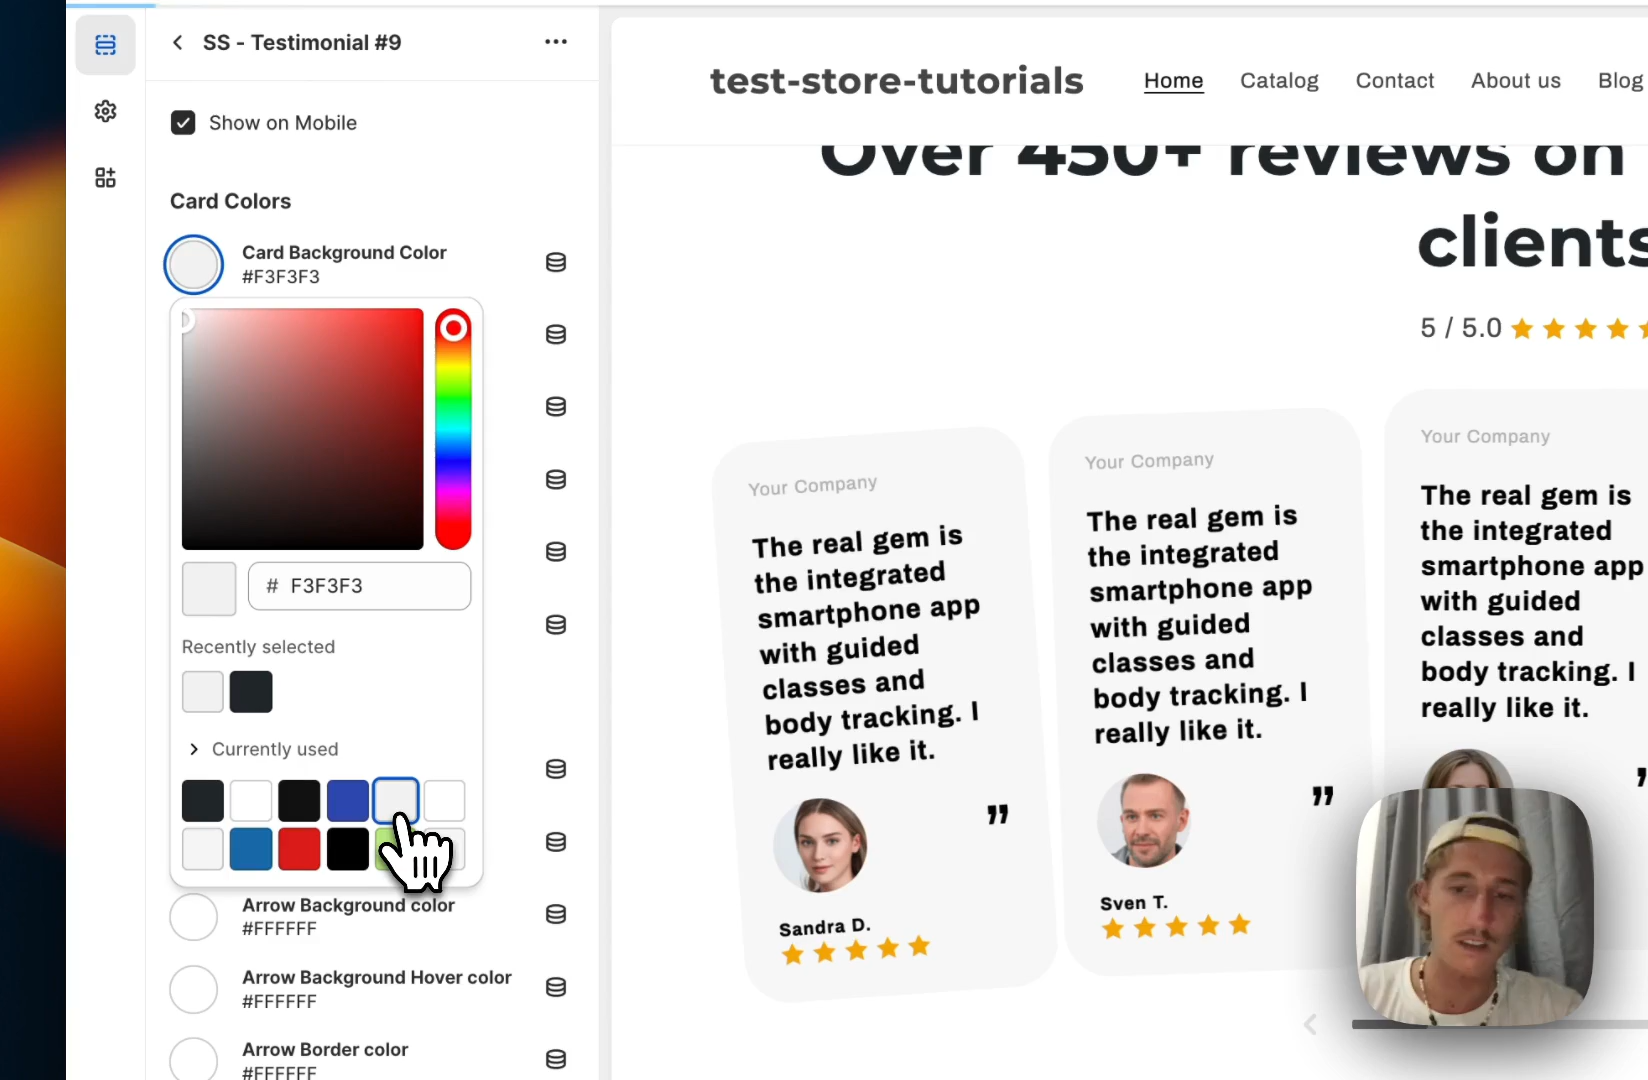 SS - Testimonial #9
Show on Mobile
Card Colors
Card Background Color
#F3F3F3
# F3F3F3
Recently selected
Currently used
Arrow Background color
#FFFFFF
Arrow Background Hover color
#FFFFFF
Arrow Border color
#FFFFFF
test-store-tutorials
Home
Catalog
Contact
About us
Blog
Over 450+ reviews on
clients
5 / 5.0
Your Company
The real gem is
the integrated
smartphone app
with guided
classes and
body tracking. I
really like it.
"
Sandra D.
Your Company
The real gem is
the integrated
smartphone app
with guided
classes and
body tracking. I
really like it.
"
Sven T.
Your Company
The real gem is
the integrated
smartphone app
with guided
classes and
body tracking. I
really like it.